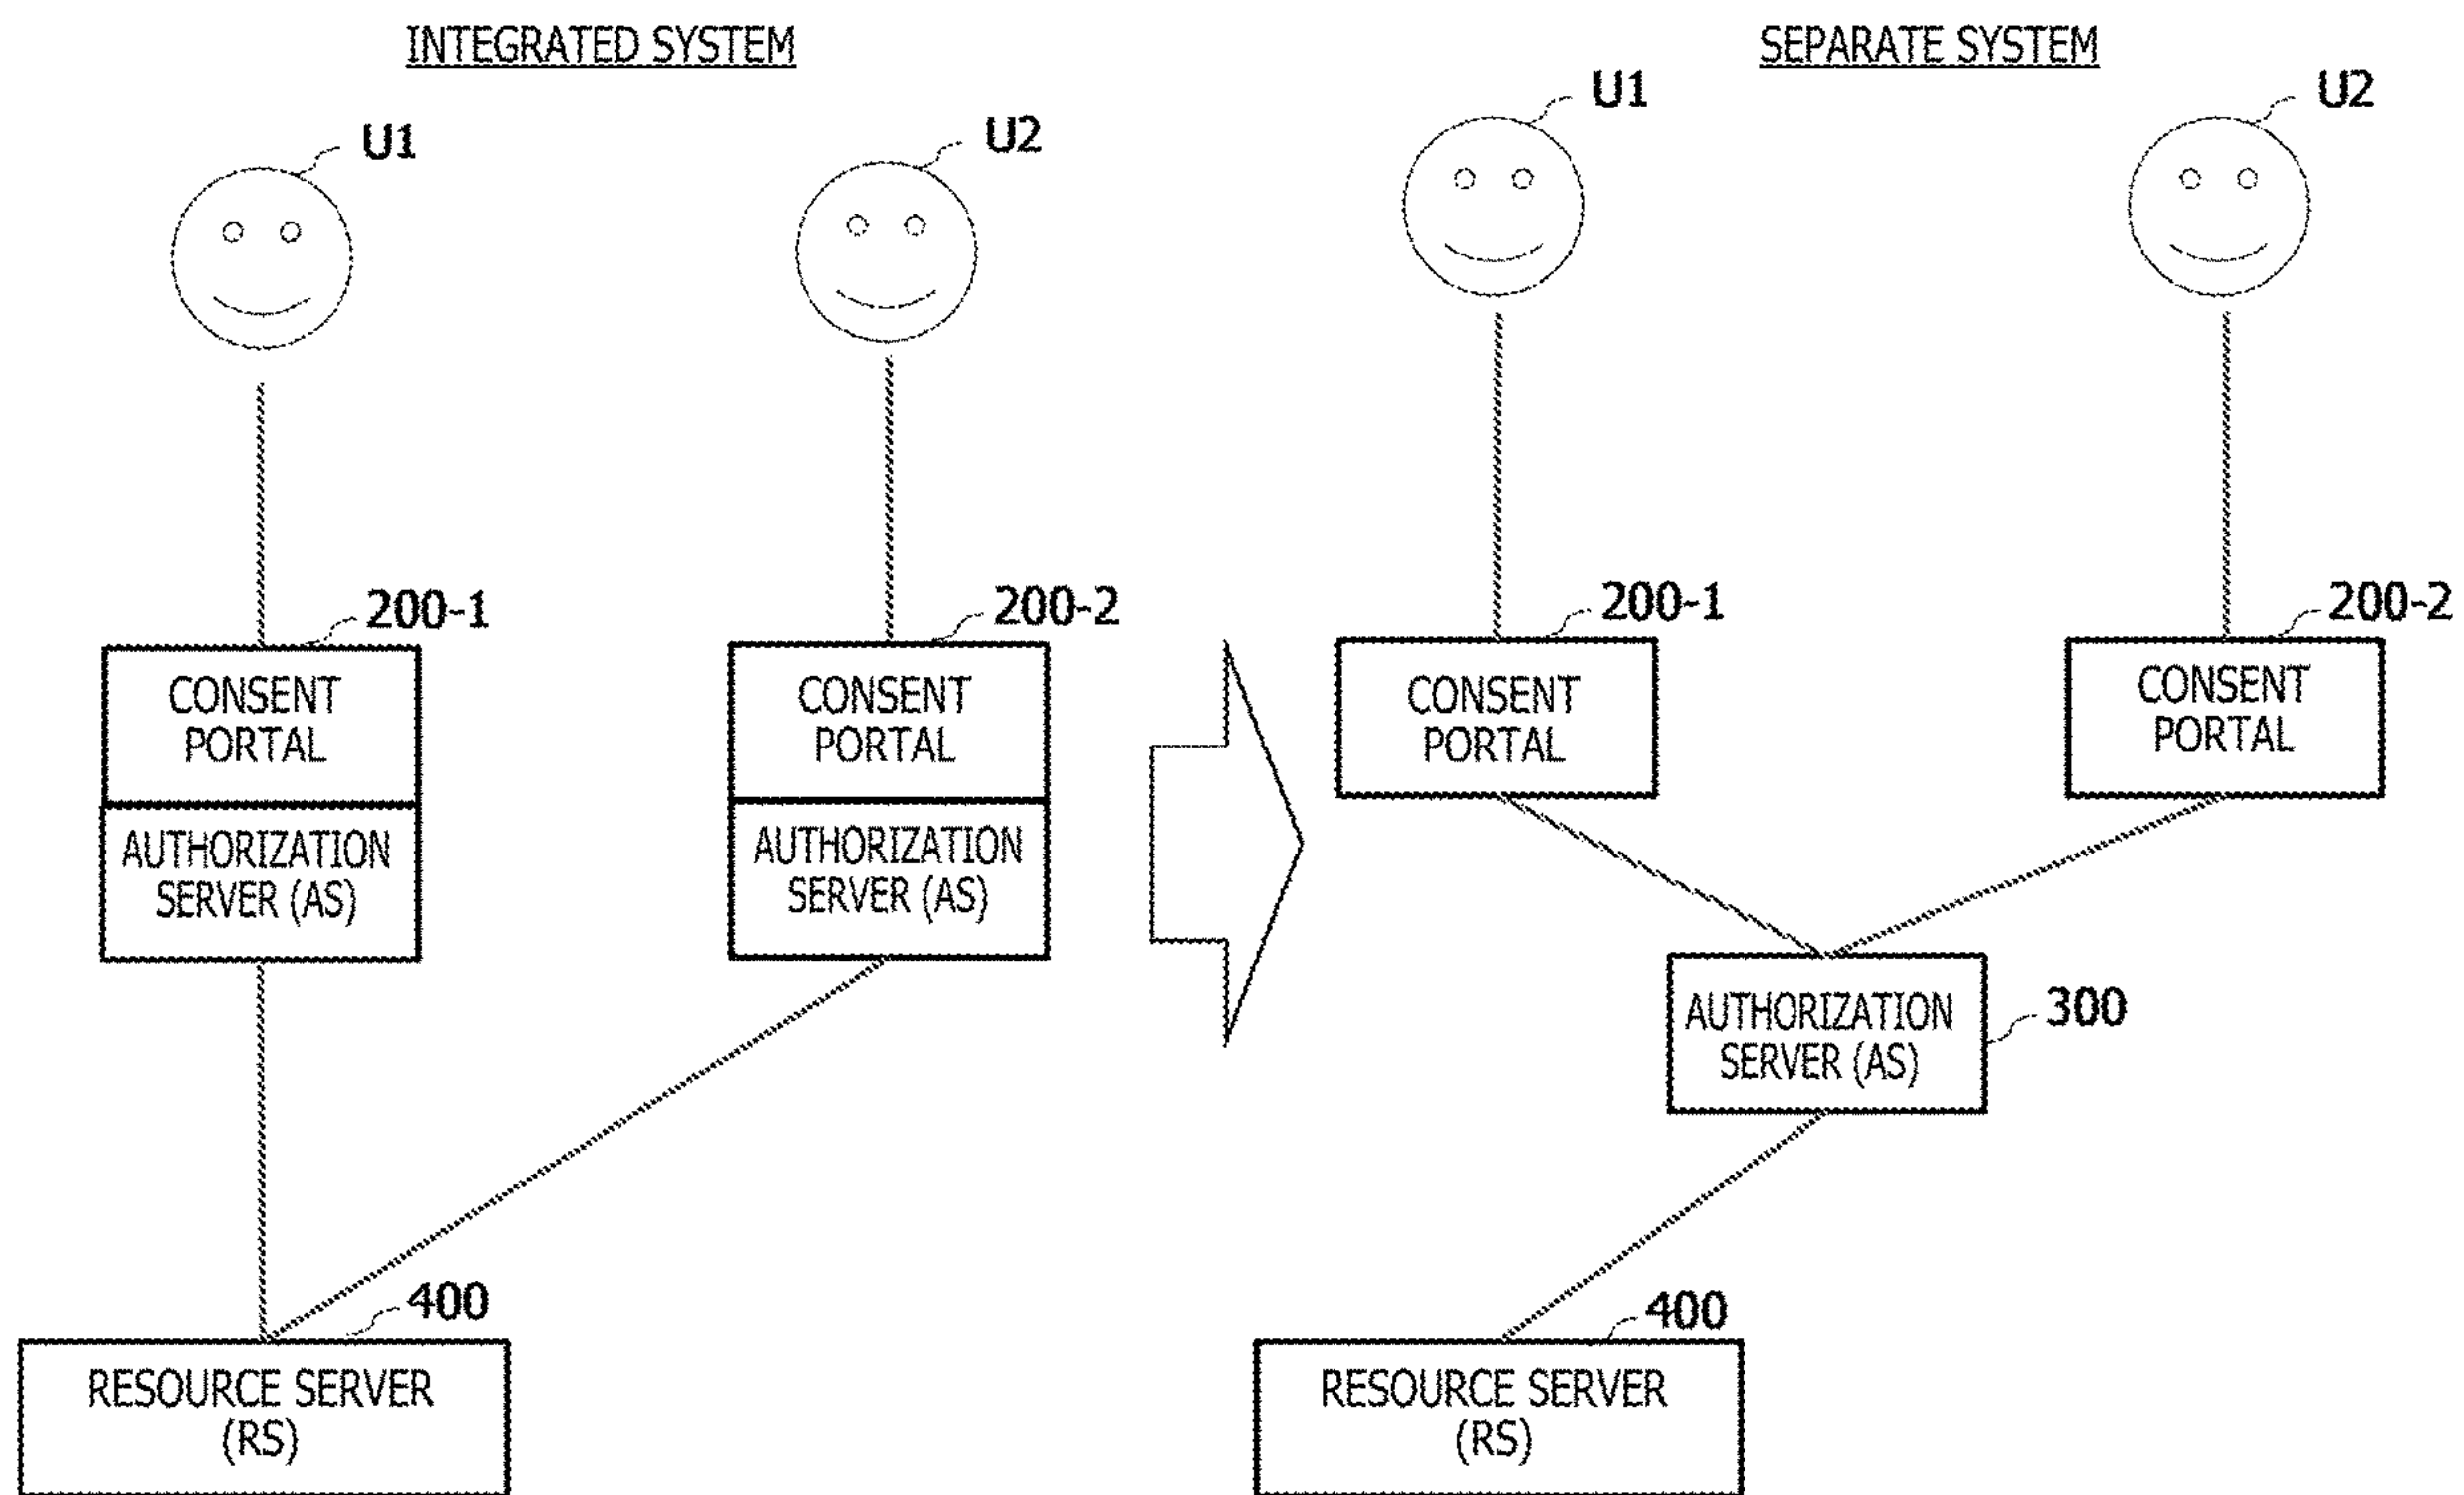 INTEGRATED SYSTEM
U1
U2
200-1
CONSENT
PORTAL
AUTHORIZATION
SERVER (AS)
200-2
CONSENT
PORTAL
AUTHORIZATION
SERVER (AS)
400
RESOURCE SERVER
(RS)
SEPARATE SYSTEM
U1
U2
200-1
CONSENT
PORTAL
200-2
CONSENT
PORTAL
AUTHORIZATION
SERVER (AS)
300
400
RESOURCE SERVER
(RS)